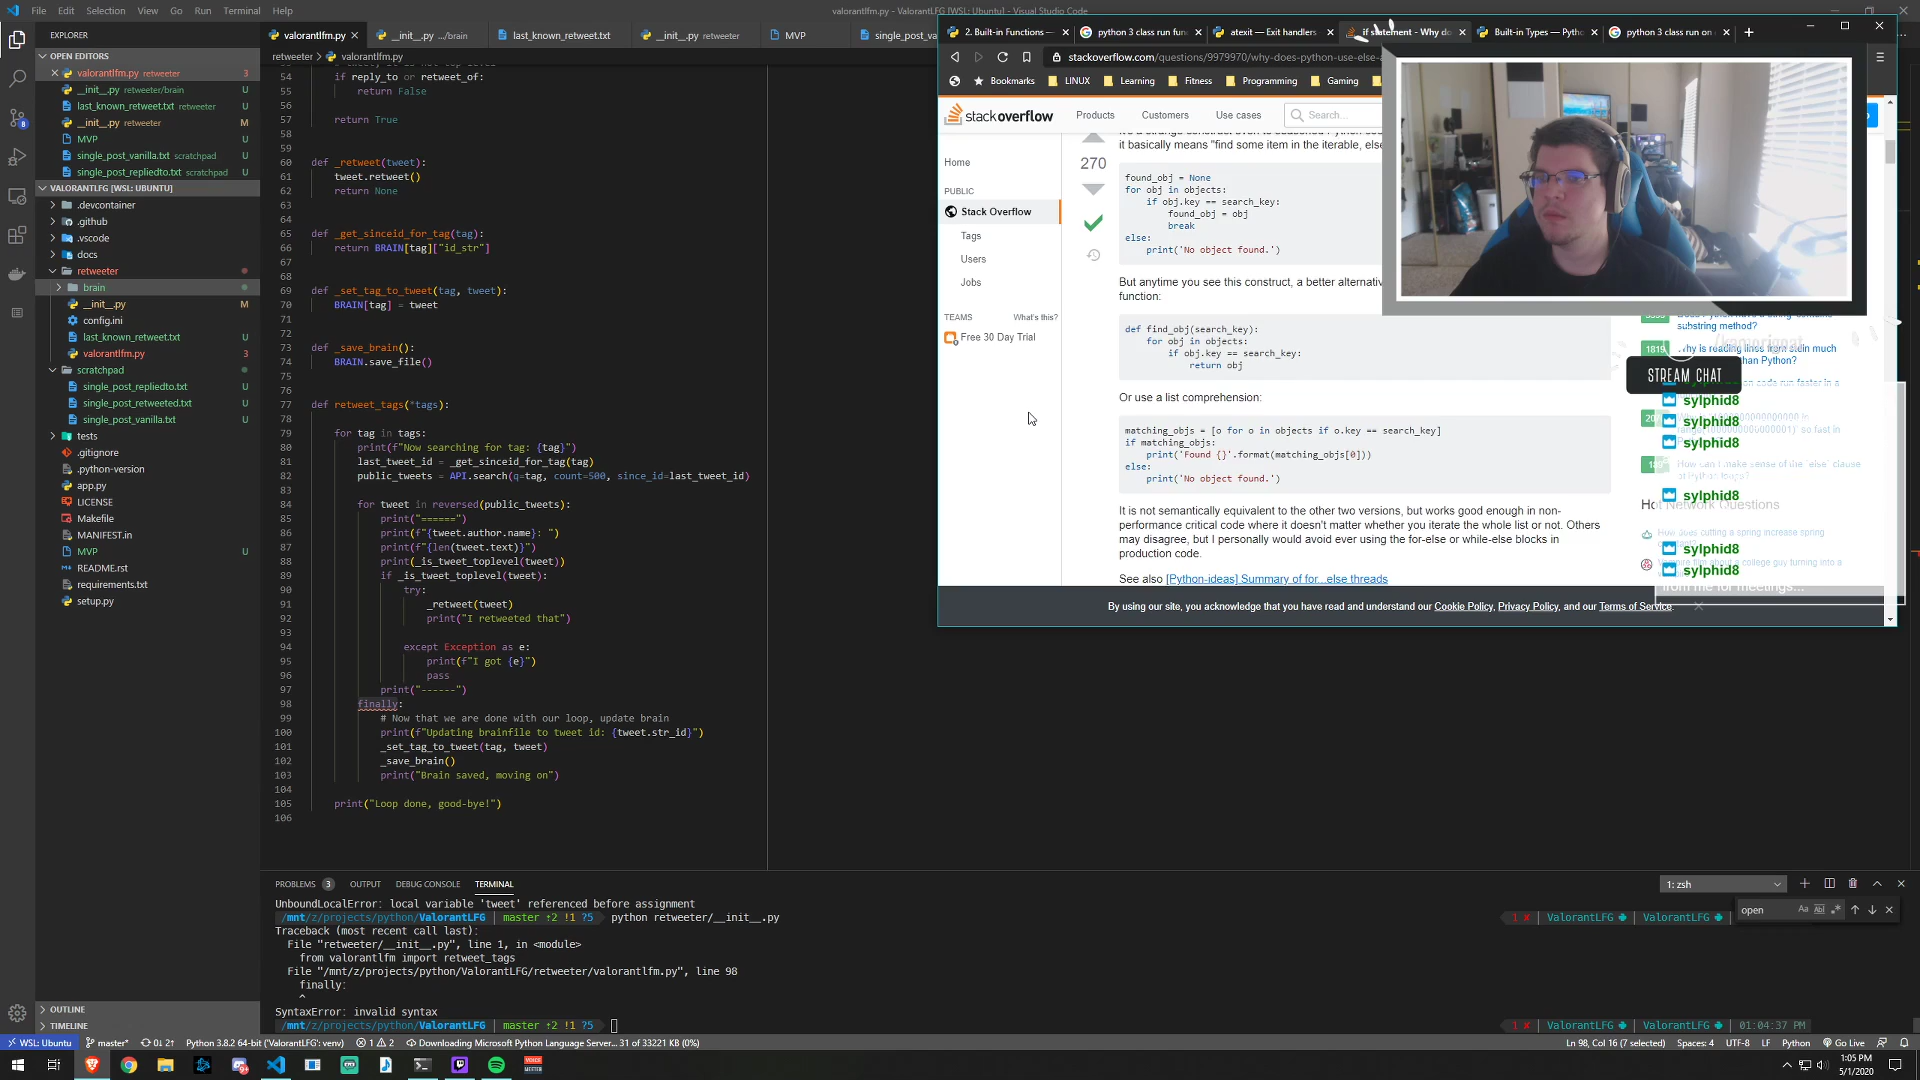 File Edit Selection View Go Run Terminal Help
valorantlfm.py - ValorantLFG [WSL: Ubuntu] - Visual Studio Code
EXPLORER
OPEN EDITORS
valorantlfm.py retweeter 3
__init__.py retweeter/brain U
last_known_retweet.txt retweeter U
__init__.py retweeter M
MVP U
single_post_vanilla.txt scratchpad U
single_post_repliedto.txt scratchpad U
VALORANTLFG [WSL: UBUNTU]
.devcontainer
.github
.vscode
docs
retweeter
brain
__init__.py M
config.ini
last_known_retweet.txt U
valorantlfm.py 3
scratchpad
single_post_repliedto.txt U
single_post_retweeted.txt U
single_post_vanilla.txt U
tests
.gitignore
.python-version
app.py
LICENSE
Makefile
MANIFEST.in
MVP U
README.rst
requirements.txt
setup.py
OUTLINE
TIMELINE
valorantlfm.py
__init__.py .../brain
last_known_retweet.txt
__init__.py retweeter
MVP
single_post_va
retweeter > valorantlfm.py
54 if reply_to or retweet_of:
55 return False
56
57 return True
58
59
60 def _retweet(tweet):
61 tweet.retweet()
62 return None
63
64
65 def _get_sinceid_for_tag(tag):
66 return BRAIN[tag]["id_str"]
67
68
69 def _set_tag_to_tweet(tag, tweet):
70 BRAIN[tag] = tweet
71
72
73 def _save_brain():
74 BRAIN.save_file()
75
76
77 def retweet_tags(*tags):
78
79 for tag in tags:
80 print(f"Now searching for tag: {tag}")
81 last_tweet_id = _get_sinceid_for_tag(tag)
82 public_tweets = API.search(q=tag, count=500, since_id=last_tweet_id)
83
84 for tweet in reversed(public_tweets):
85 print("======")
86 print(f"{tweet.author.name}: ")
87 print(f"{len(tweet.text)}")
88 print(_is_tweet_toplevel(tweet))
89 if _is_tweet_toplevel(tweet):
90 try:
91 _retweet(tweet)
92 print("I retweeted that")
93
94 except Exception as e:
95 print(f"I got {e}")
96 pass
97 print("------")
98 finally:
99 # Now that we are done with our loop, update brain
100 print(f"Updating brainfile to tweet id: {tweet.str_id}")
101 _set_tag_to_tweet(tag, tweet)
102 _save_brain()
103 print("Brain saved, moving on")
104
105 print("Loop done, good-bye!")
106
PROBLEMS 3 OUTPUT DEBUG CONSOLE TERMINAL
1: zsh
open
UnboundLocalError: local variable 'tweet' referenced before assignment
/mnt/z/projects/python/ValorantLFG | master ↑2 !1 ?5 python retweeter/__init__.py
1 x | ValorantLFG | ValorantLFG
Traceback (most recent call last):
File "retweeter/__init__.py", line 1, in <module>
from valorantlfm import retweet_tags
File "/mnt/z/projects/python/ValorantLFG/retweeter/valorantlfm.py", line 98
finally:
^
SyntaxError: invalid syntax
/mnt/z/projects/python/ValorantLFG | master ↑2 !1 ?5
1 x | ValorantLFG | ValorantLFG | 01:04:37 PM
WSL: Ubuntu master* 0↓ 2↑ Python 3.8.2 64-bit ('ValorantLFG': venv) 1 2 Downloading Microsoft Python Language Server... 31 of 33221 KB (0%)
Ln 98, Col 16 (7 selected) Spaces: 4 UTF-8 LF Python Go Live
1:05 PM
5/1/2020
2. Built-in Functions —
python 3 class run fun
atexit — Exit handlers
if statement - Why do
Built-in Types — Pytho
python 3 class run on
stackoverflow.com/questions/9979970/why-does-python-use-else-a
Bookmarks LINUX Learning Fitness Programming Gaming
stackoverflow
Products Customers Use cases Search...
Home
PUBLIC
Stack Overflow
Tags
Users
Jobs
TEAMS What's this?
Free 30 Day Trial
270
it basically means "find some item in the iterable, else
found_obj = None
for obj in objects:
if obj.key == search_key:
found_obj = obj
break
else:
print('No object found.')
But anytime you see this construct, a better alternativ
function:
def find_obj(search_key):
for obj in objects:
if obj.key == search_key:
return obj
Or use a list comprehension:
matching_objs = [o for o in objects if o.key == search_key]
if matching_objs:
print('Found {}'.format(matching_objs[0]))
else:
print('No object found.')
It is not semantically equivalent to the other two versions, but works good enough in non-
performance critical code where it doesn't matter whether you iterate the whole list or not. Others
may disagree, but I personally would avoid ever using the for-else or while-else blocks in
production code.
See also [Python-ideas] Summary of for...else threads
By using our site, you acknowledge that you have read and understand our Cookie Policy, Privacy Policy, and our Terms of Service.
substring method?
1819 Why is reading lines from stdin much
than Python?
STREAM CHAT
sylphid8
sylphid8
sylphid8
How can I make sense of the `else` clause
sylphid8
Network Questions
sylphid8
sylphid8
from me for meetings...
VOICE
MEETER